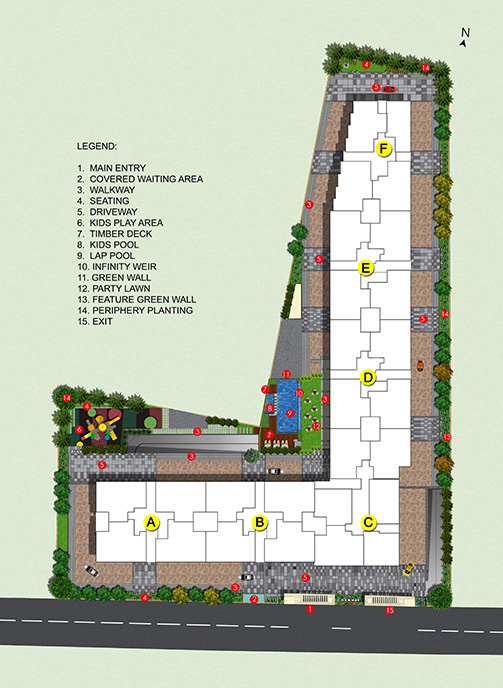 N
LEGEND:
1. MAIN ENTRY
2. COVERED WAITING AREA
3. WALKWAY
4. SEATING
5. DRIVEWAY
6. KIDS PLAY AREA
7. TIMBER DECK
8. KIDS POOL
9. LAP POOL
10. INFINITY WEIR
11. GREEN WALL
12. PARTY LAWN
13. FEATURE GREEN WALL
14. PERIPHERY PLANTING
15. EXIT
4
14
5
F
3
E
5
5
14
11
D
7
10
8
9
3
12
7
14
4
6
3
3
5
A
B
C
5
3
4
2
1
15